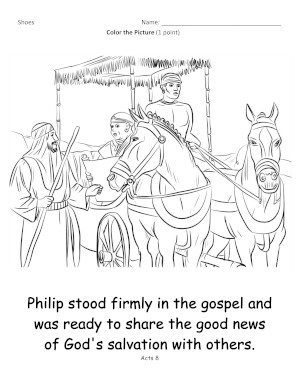 Shoes Name: ______________________
Color the Picture (1 point)
Philip stood firmly in the gospel and
was ready to share the good news
of God's salvation with others.
Acts 8